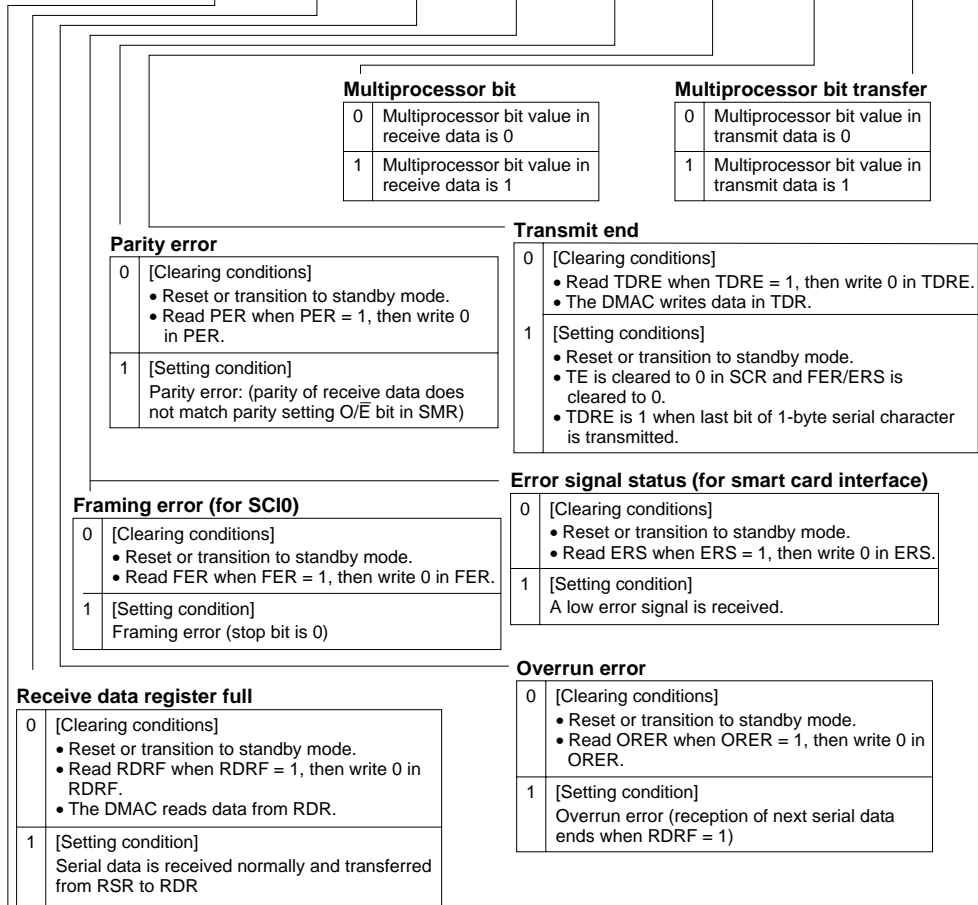 Multiprocessor bit
0 Multiprocessor bit value in
receive data is 0
1 Multiprocessor bit value in
receive data is 1
Multiprocessor bit transfer
0 Multiprocessor bit value in
transmit data is 0
1 Multiprocessor bit value in
transmit data is 1
Parity error
0 [Clearing conditions]
• Reset or transition to standby mode.
• Read PER when PER = 1, then write 0
in PER.
1 [Setting condition]
Parity error: (parity of receive data does
not match parity setting O/E̅ bit in SMR)
Transmit end
0 [Clearing conditions]
• Read TDRE when TDRE = 1, then write 0 in TDRE.
• The DMAC writes data in TDR.
1 [Setting conditions]
• Reset or transition to standby mode.
• TE is cleared to 0 in SCR and FER/ERS is
cleared to 0.
• TDRE is 1 when last bit of 1-byte serial character
is transmitted.
Framing error (for SCI0)
0 [Clearing conditions]
• Reset or transition to standby mode.
• Read FER when FER = 1, then write 0 in FER.
1 [Setting condition]
Framing error (stop bit is 0)
Error signal status (for smart card interface)
0 [Clearing conditions]
• Reset or transition to standby mode.
• Read ERS when ERS = 1, then write 0 in ERS.
1 [Setting condition]
A low error signal is received.
Receive data register full
0 [Clearing conditions]
• Reset or transition to standby mode.
• Read RDRF when RDRF = 1, then write 0 in
RDRF.
• The DMAC reads data from RDR.
1 [Setting condition]
Serial data is received normally and transferred
from RSR to RDR
Overrun error
0 [Clearing conditions]
• Reset or transition to standby mode.
• Read ORER when ORER = 1, then write 0 in
ORER.
1 [Setting condition]
Overrun error (reception of next serial data
ends when RDRF = 1)